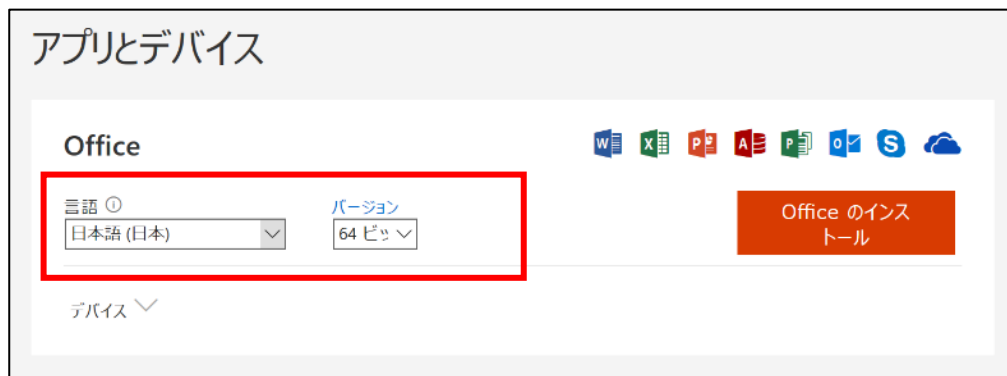 アプリとデバイス
Office
言語
バージョン
日本語 (日本)
64 ビッ
Office のインス
トール
デバイス